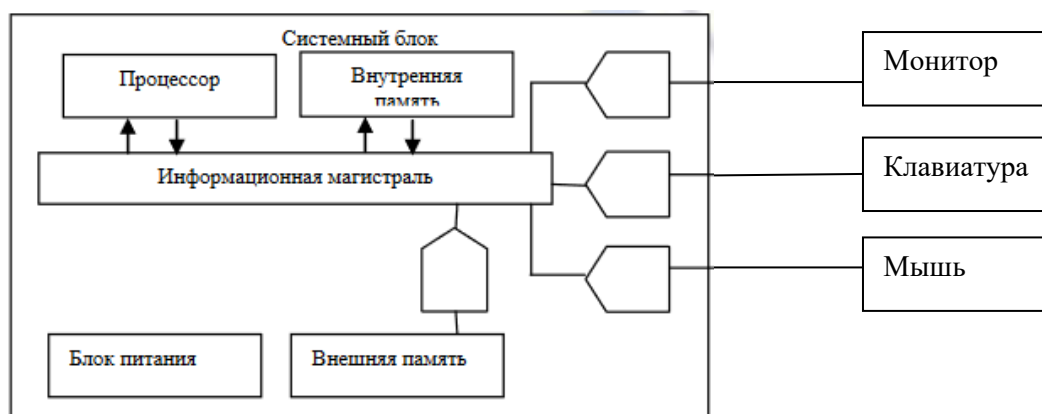 Системный блок
Процессор
Внутренняя
память
Информационная магистраль
Блок питания
Внешняя память
Монитор
Клавиатура
Мышь